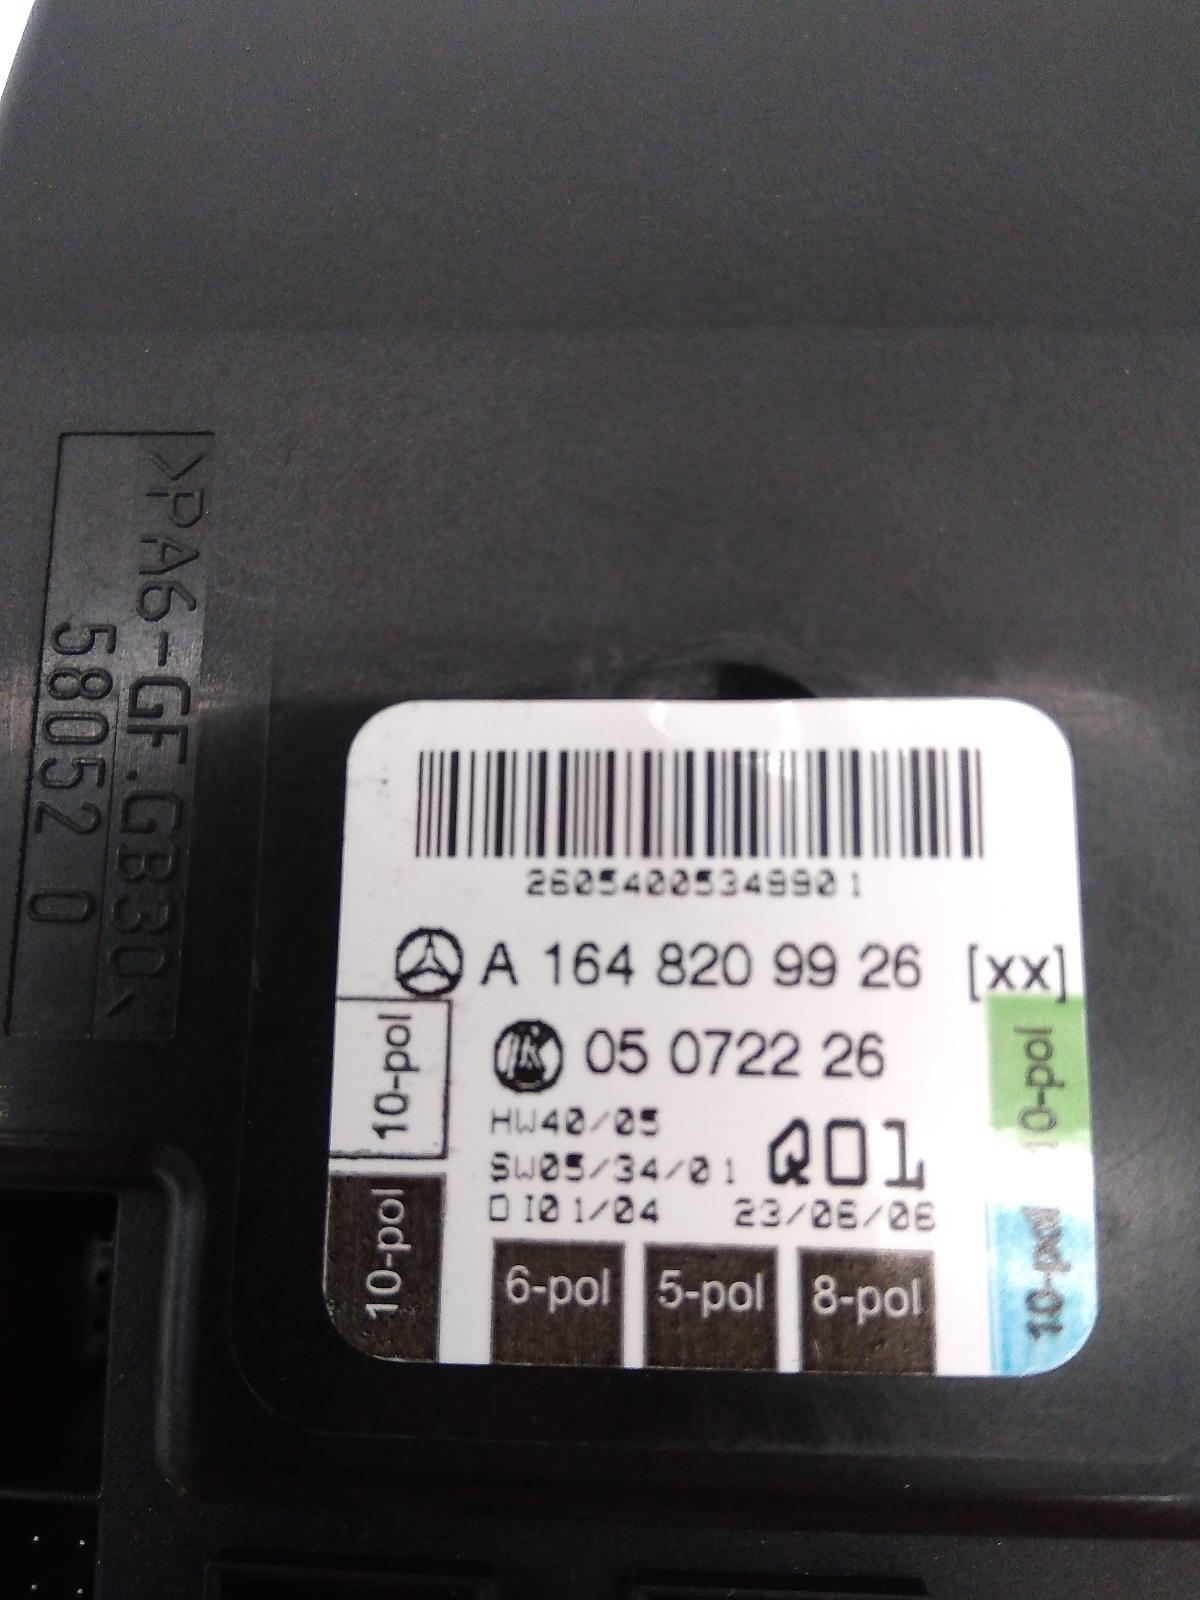 >PA6-GF.GB30<
58052 0
26054005349901
A 164 820 99 26 [xx]
10-pol
05 0722 26
10-pol
HW40/05
SW05/34/01
Q01
DI01/04
23/06/06
10-pol
6-pol
5-pol
8-pol
10-pol